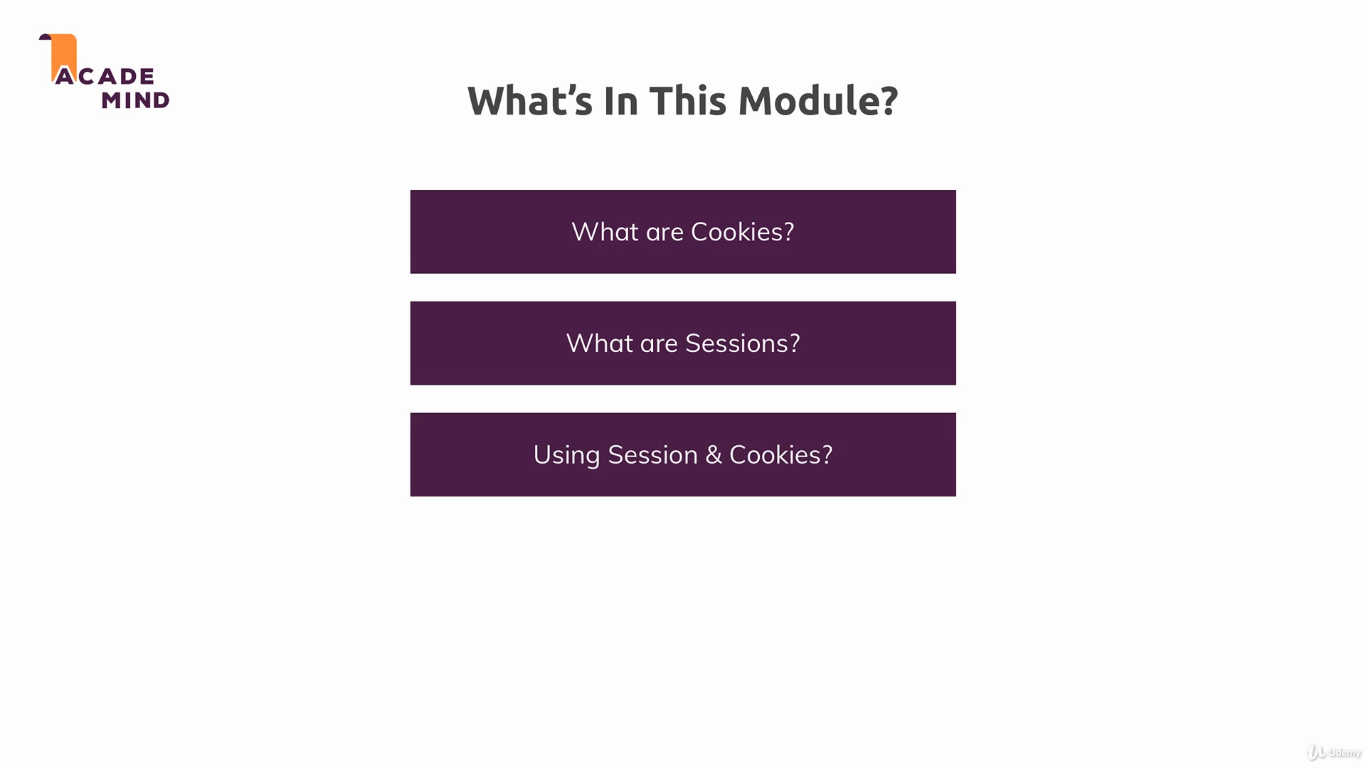 ACADE
MIND
What's In This Module?
What are Cookies?
What are Sessions?
Using Session & Cookies?
Udemy